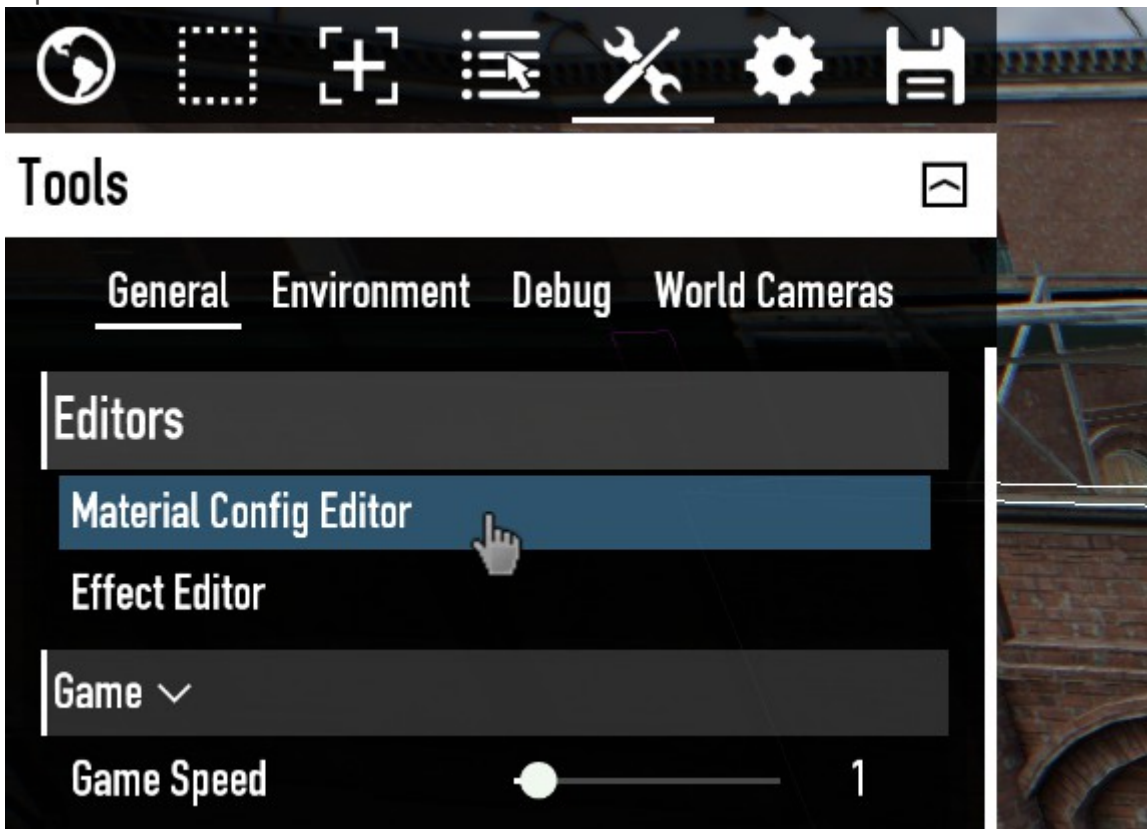 Tools
General Environment Debug World Cameras
Editors
Material Config Editor
Effect Editor
Game
Game Speed 1